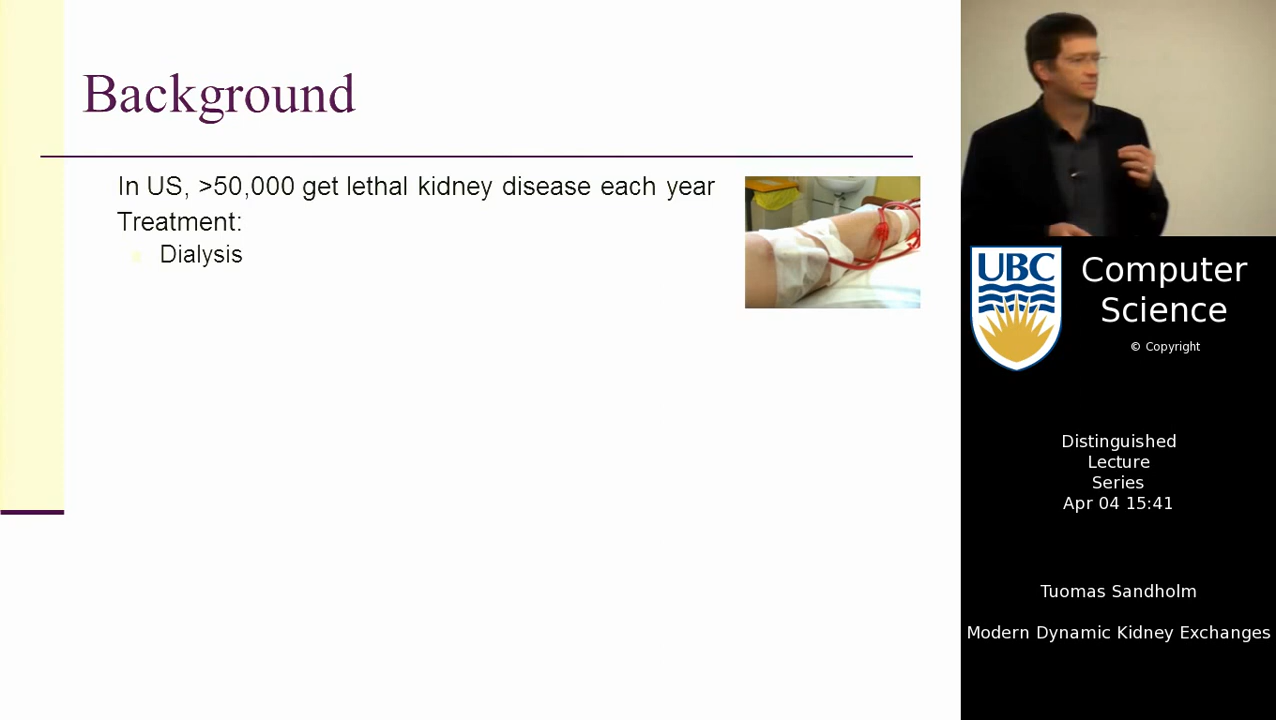 Background
In US, >50,000 get lethal kidney disease each year
Treatment:
Dialysis
UBC
Computer
Science
© Copyright
Distinguished
Lecture
Series
Apr 04 15:41
Tuomas Sandholm
Modern Dynamic Kidney Exchanges